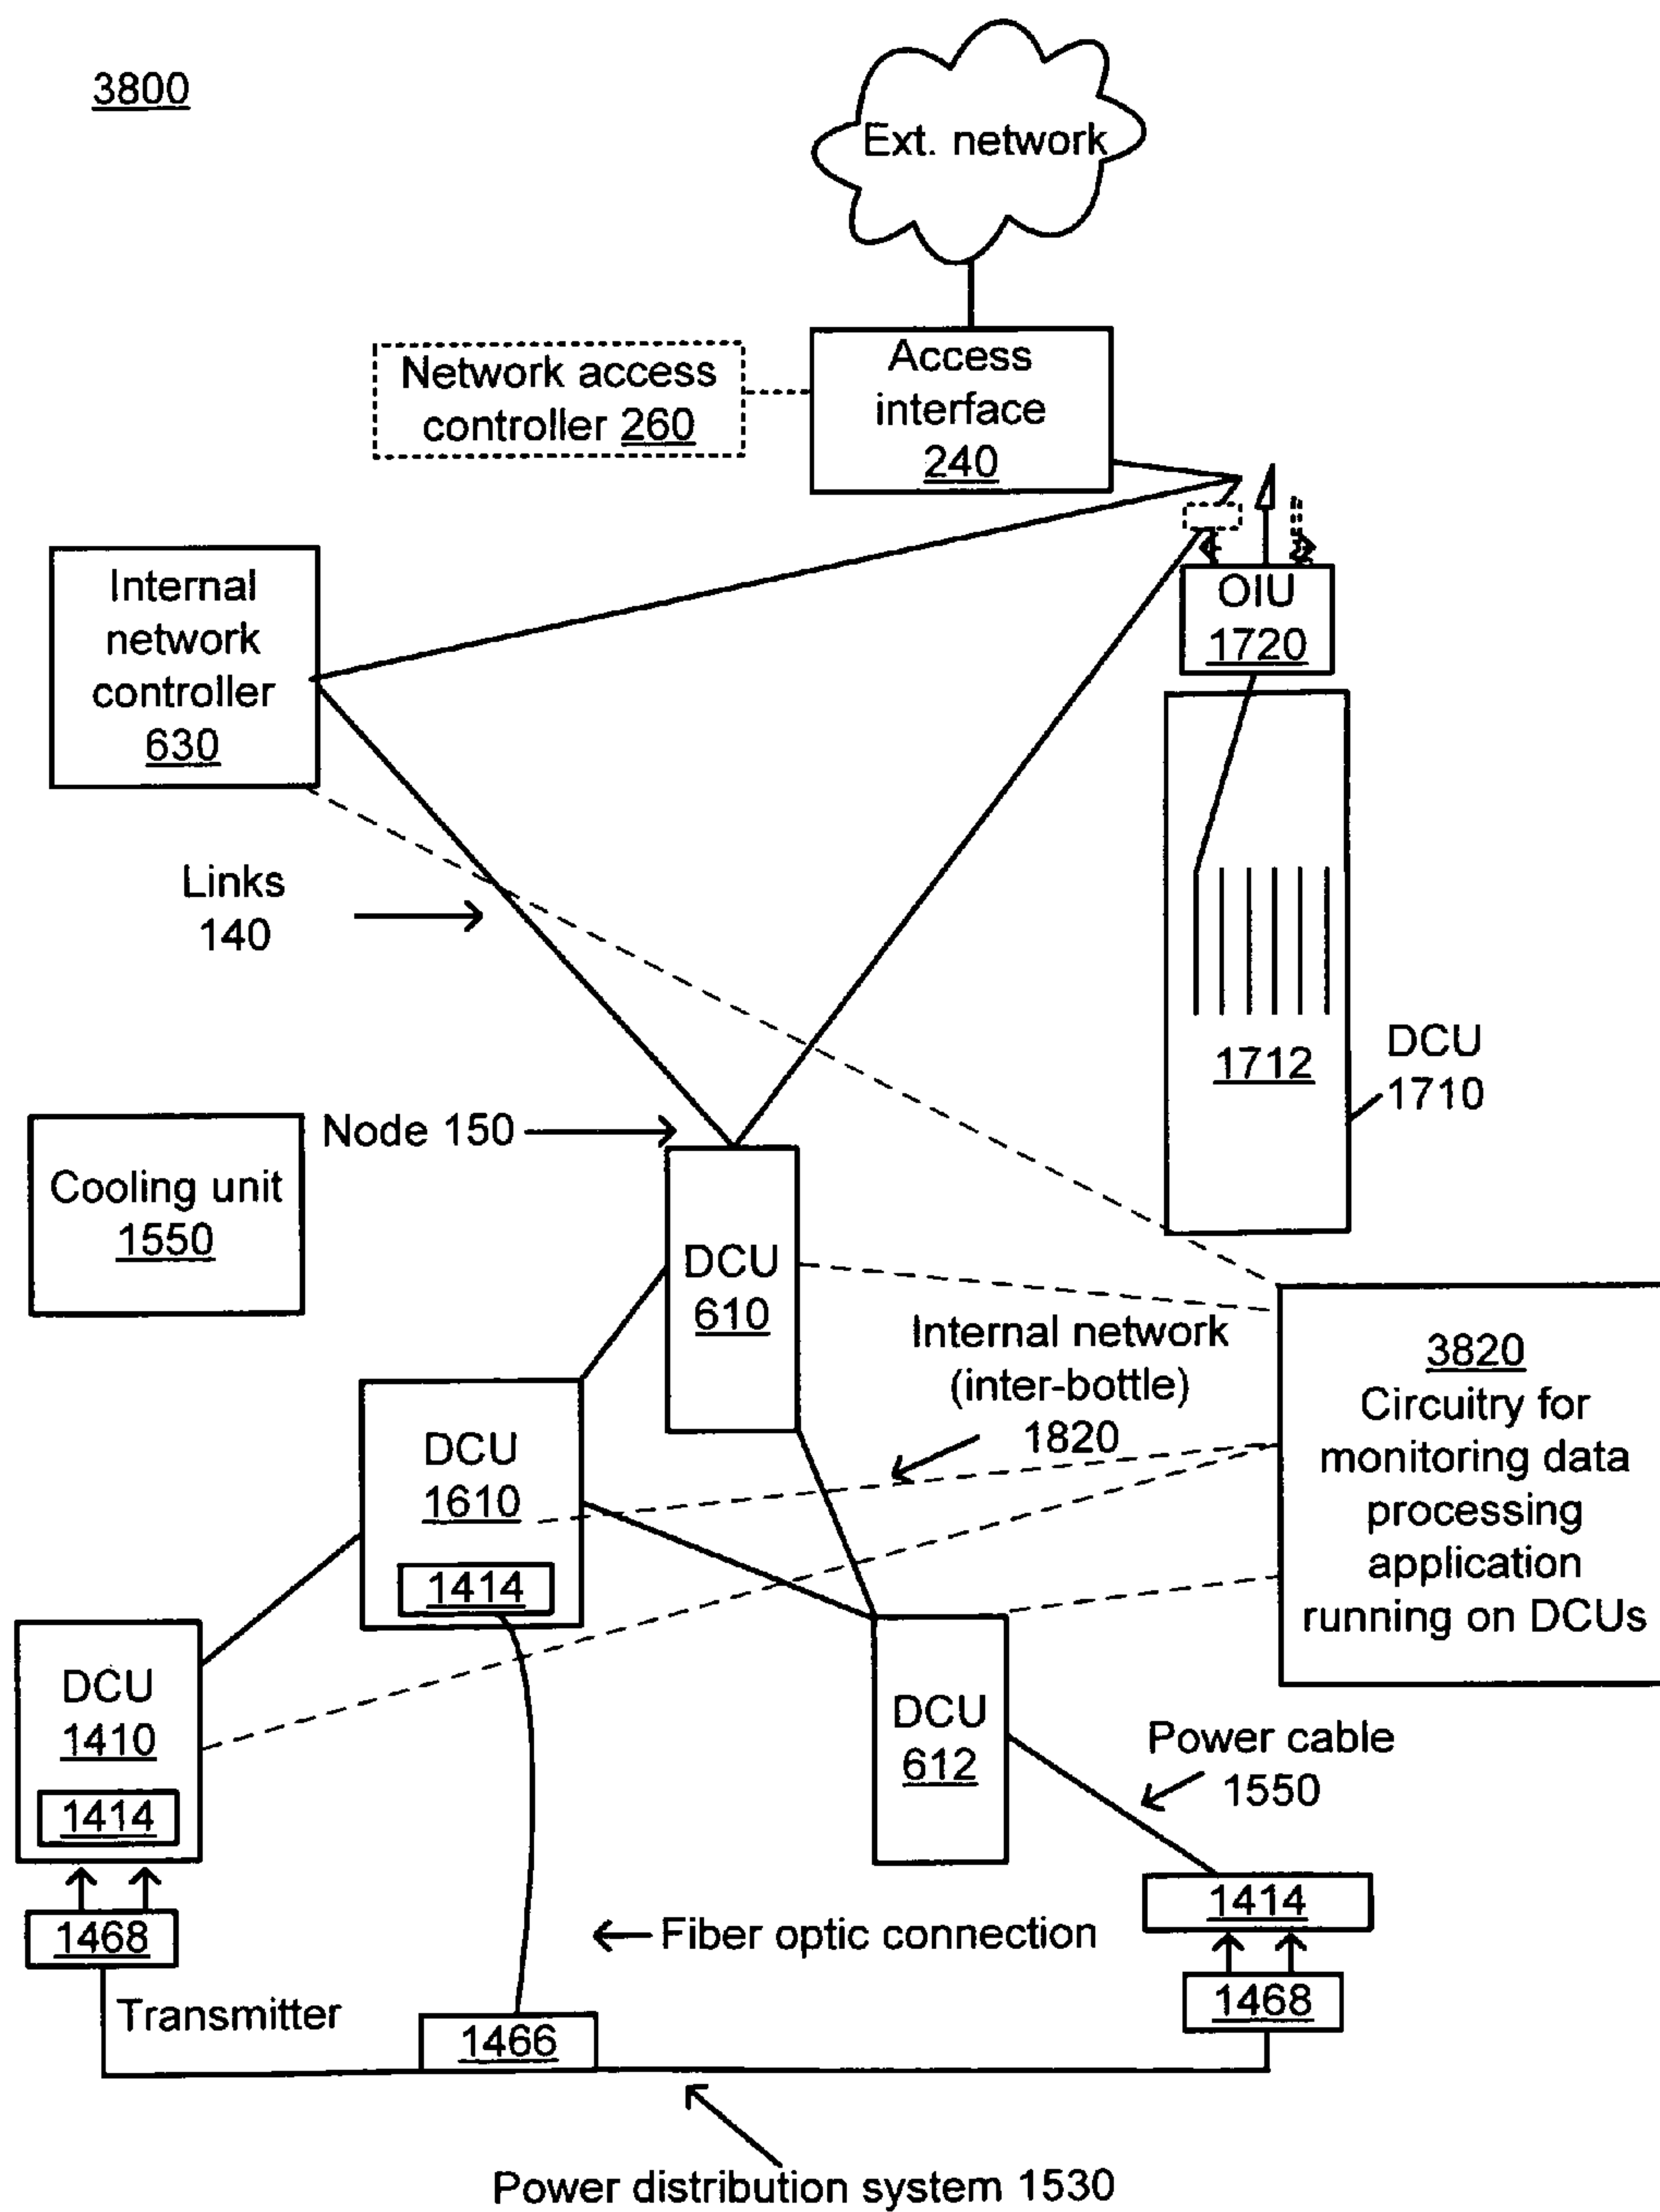 3800
Ext. network
Network access
controller 260
Access
interface
240
Internal
network
controller
630
OIU
1720
Links
140
1712
DCU
1710
Node 150
Cooling unit
1550
DCU
610
Internal network
(inter-bottle)
1820
3820
Circuitry for
monitoring data
processing
application
running on DCUs
DCU
1610
1414
DCU
1410
1414
DCU
612
Power cable
1550
1414
1468
Fiber optic connection
1468
Transmitter
1466
Power distribution system 1530